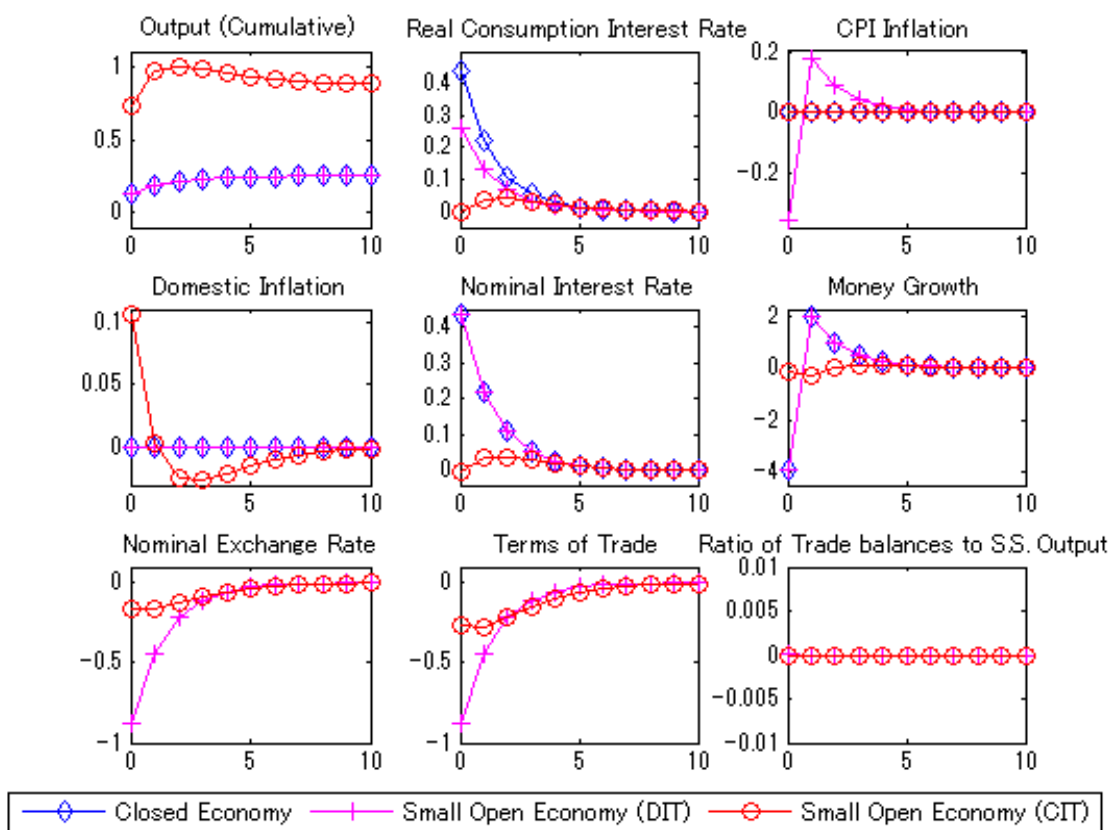 Output (Cumulative)
Real Consumption Interest Rate
CPI Inflation
1
0.5
0
0 5 10
0.4
0.3
0.2
0.1
0
0 5 10
0.2
0
-0.2
0 5 10
Domestic Inflation
Nominal Interest Rate
Money Growth
0.1
0.05
0
0 5 10
0.4
0.3
0.2
0.1
0
0 5 10
2
0
-2
-4
0 5 10
Nominal Exchange Rate
Terms of Trade
Ratio of Trade balances to S.S. Output
0
-0.5
-1
0 5 10
0
-0.5
-1
0 5 10
0.01
0.005
0
-0.005
-0.01
0 5 10
Closed Economy
Small Open Economy (DIT)
Small Open Economy (CIT)